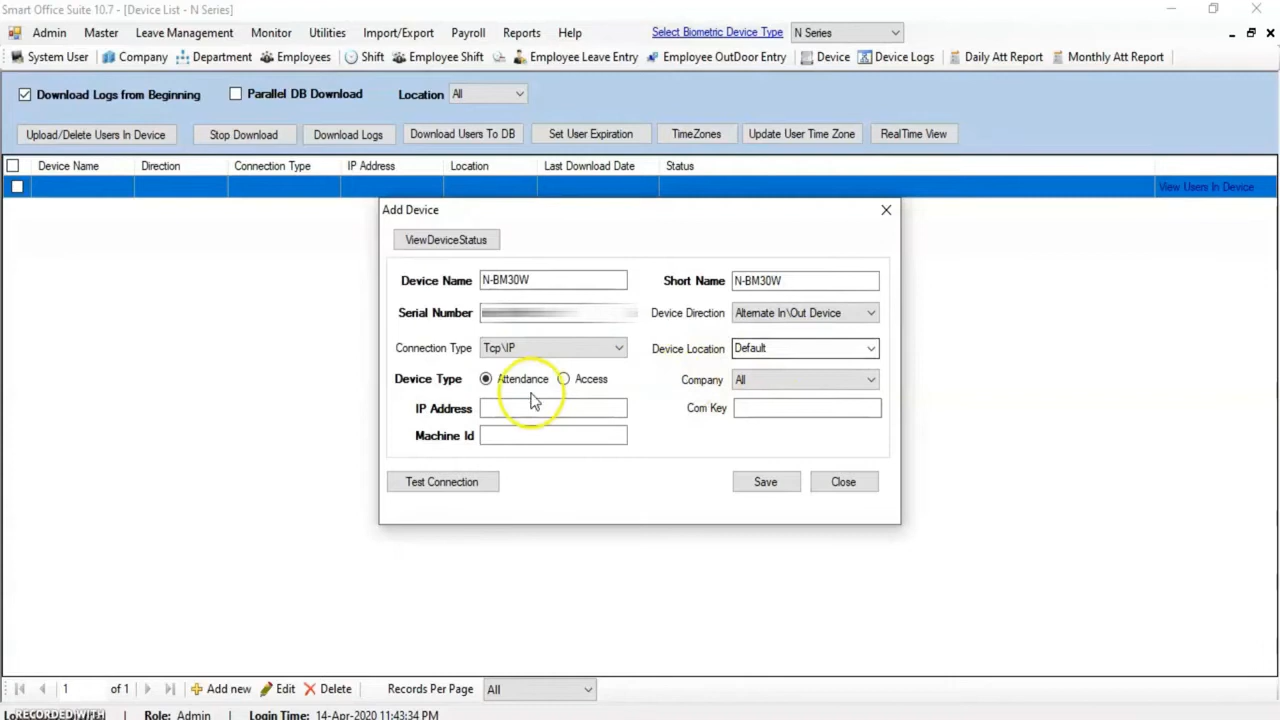 Smart Office Suite 10.7 - [Device List - N Series]
Admin Master Leave Management Monitor Utilities Import/Export Payroll Reports Help Select Biometric Device Type N Series
System User Company Department Employees Shift Employee Shift Employee Leave Entry Employee OutDoor Entry Device Device Logs Daily Att Report Monthly Att Report
Download Logs from Beginning Parallel DB Download Location All
Upload/Delete Users In Device Stop Download Download Logs Download Users To DB Set User Expiration TimeZones Update User Time Zone RealTime View
Device Name Direction Connection Type IP Address Location Last Download Date Status
View Users In Device
Add Device
ViewDeviceStatus
Device Name N-BM30W Short Name N-BM30W
Serial Number Device Direction Alternate In\Out Device
Connection Type Tcp\IP Device Location Default
Device Type Attendance Access Company All
IP Address Com Key
Machine Id
Test Connection Save Close
1 of 1 Add new Edit Delete Records Per Page All
RECORDED WITH Role: Admin Login Time: 14-Apr-2020 11:43:34 PM